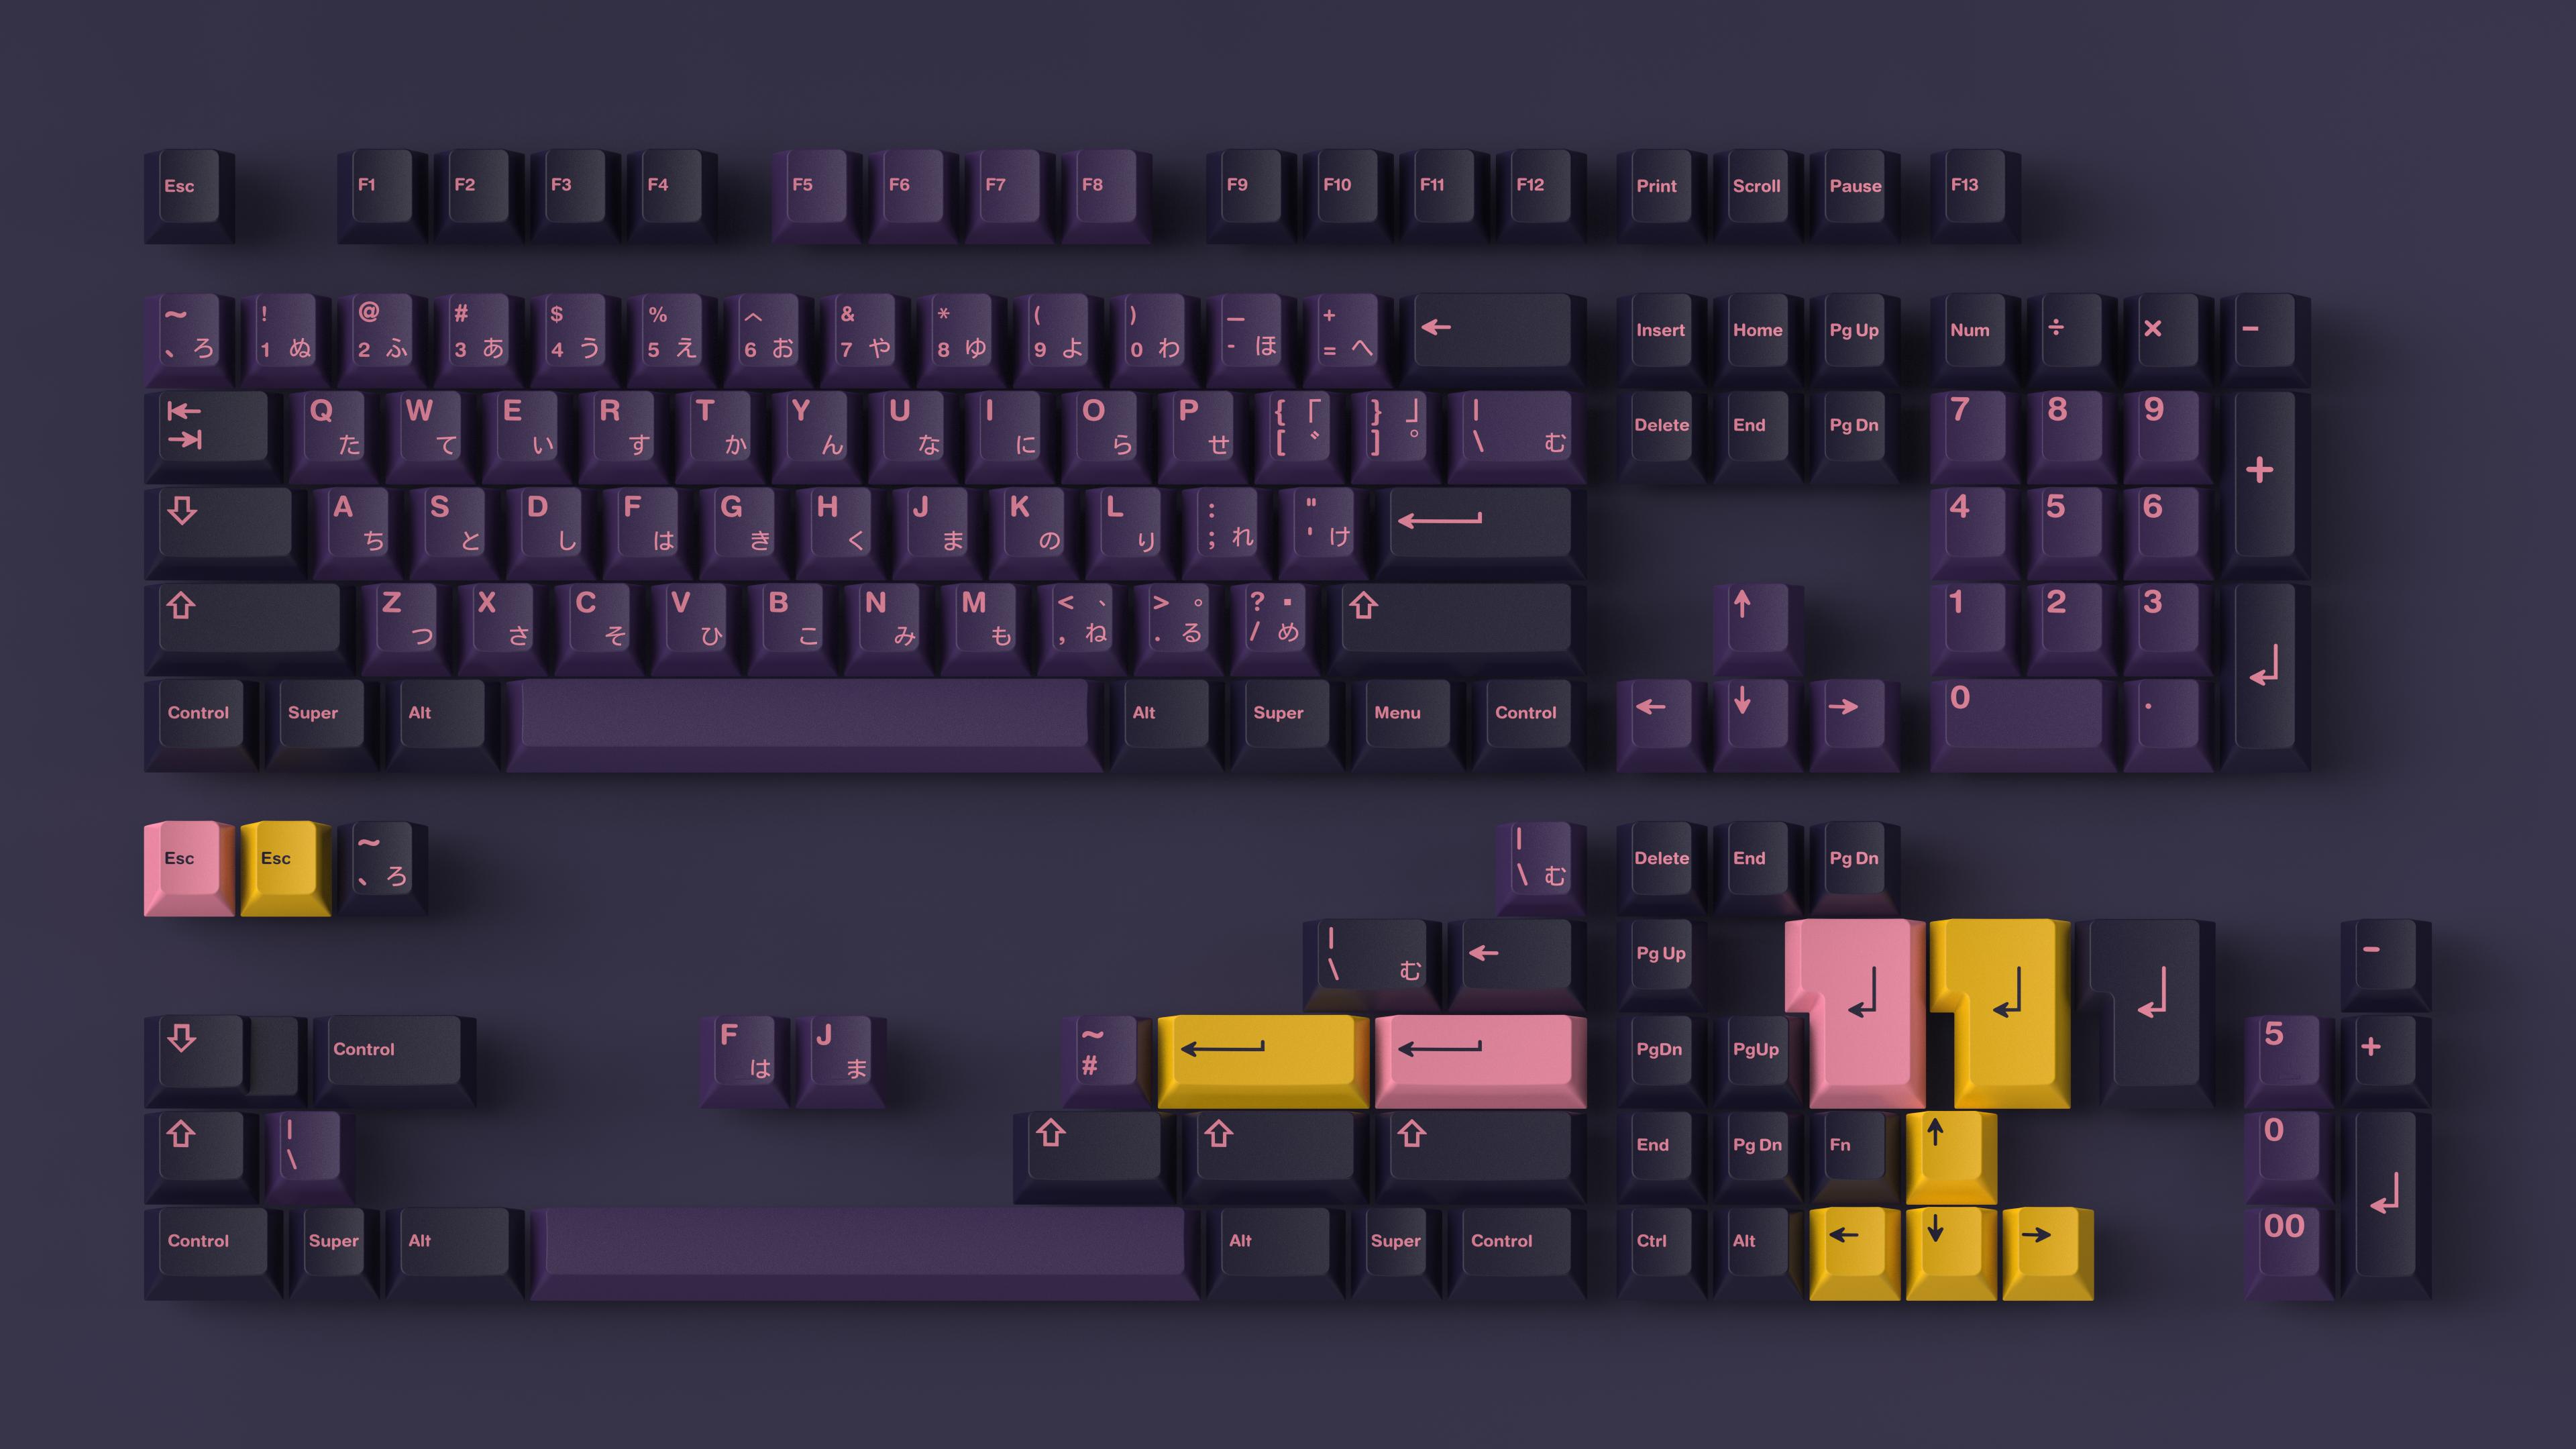 Esc F1 F2 F3 F4 F5 F6 F7 F8 F9 F10 F11 F12 Print Scroll Pause F13
~ ! @ # $ % ^ & * ( ) — + ← Insert Home Pg Up Num ÷ × −
、ろ 1 ぬ 2 ふ 3 あ 4 う 5 え 6 お 7 や 8 ゆ 9 よ 0 わ - ほ = へ
⇤ Q W E R T Y U I O P { 「 } 」 | Delete End Pg Dn 7 8 9 +
⇥ た て い す か ん な に ら せ [ ゛ ] ゜ \ む
⇩ A S D F G H J K L : " ← 4 5 6
ち と し は き く ま の り ; れ ' け
⇧ Z X C V B N M < 、 > 。 ? ・ ⇧ ↑ 1 2 3 ↵
つ さ そ ひ こ み も , ね . る / め
Control Super Alt Alt Super Menu Control ← ↓ → 0 .
Esc Esc ~ | Delete End Pg Dn
、ろ \ む
| ← Pg Up ↵ ↵ ↵ −
\ む
⇩ Control F J ~ ← ← PgDn PgUp 5 +
は ま #
⇧ | ⇧ ⇧ ⇧ End Pg Dn Fn ↑ 0 ↵
\
Control Super Alt Alt Super Control Ctrl Alt ← ↓ → 00